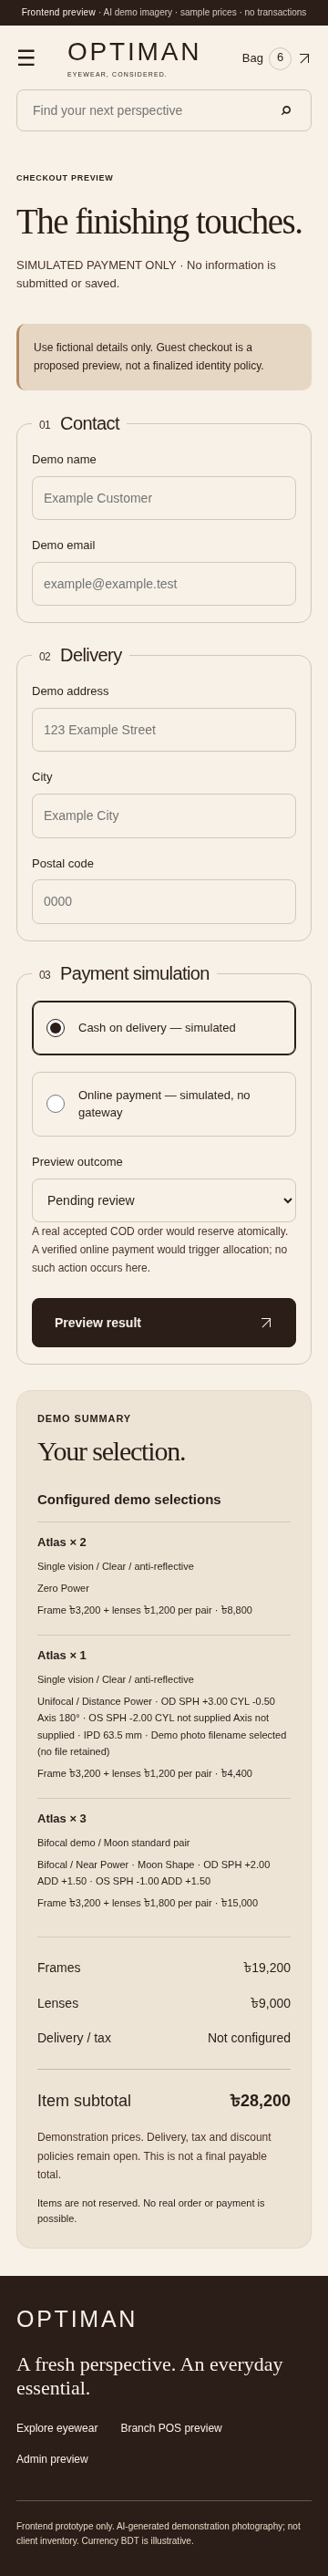 Frontend preview · AI demo imagery · sample prices · no transactions
OPTIMAN
EYEWEAR, CONSIDERED.
Bag 6
Find your next perspective
CHECKOUT PREVIEW
The finishing touches.
SIMULATED PAYMENT ONLY · No information is
submitted or saved.
Use fictional details only. Guest checkout is a
proposed preview, not a finalized identity policy.
01 Contact
Demo name
Example Customer
Demo email
example@example.test
02 Delivery
Demo address
123 Example Street
City
Example City
Postal code
0000
03 Payment simulation
Cash on delivery — simulated
Online payment — simulated, no
gateway
Preview outcome
Pending review
A real accepted COD order would reserve atomically.
A verified online payment would trigger allocation; no
such action occurs here.
Preview result
DEMO SUMMARY
Your selection.
Configured demo selections
Atlas × 2
Single vision / Clear / anti-reflective
Zero Power
Frame ৳3,200 + lenses ৳1,200 per pair · ৳8,800
Atlas × 1
Single vision / Clear / anti-reflective
Unifocal / Distance Power · OD SPH +3.00 CYL -0.50
Axis 180° · OS SPH -2.00 CYL not supplied Axis not
supplied · IPD 63.5 mm · Demo photo filename selected
(no file retained)
Frame ৳3,200 + lenses ৳1,200 per pair · ৳4,400
Atlas × 3
Bifocal demo / Moon standard pair
Bifocal / Near Power · Moon Shape · OD SPH +2.00
ADD +1.50 · OS SPH -1.00 ADD +1.50
Frame ৳3,200 + lenses ৳1,800 per pair · ৳15,000
Frames ৳19,200
Lenses ৳9,000
Delivery / tax Not configured
Item subtotal ৳28,200
Demonstration prices. Delivery, tax and discount
policies remain open. This is not a final payable
total.
Items are not reserved. No real order or payment is
possible.
OPTIMAN
A fresh perspective. An everyday
essential.
Explore eyewear Branch POS preview
Admin preview
Frontend prototype only. AI-generated demonstration photography; not
client inventory. Currency BDT is illustrative.